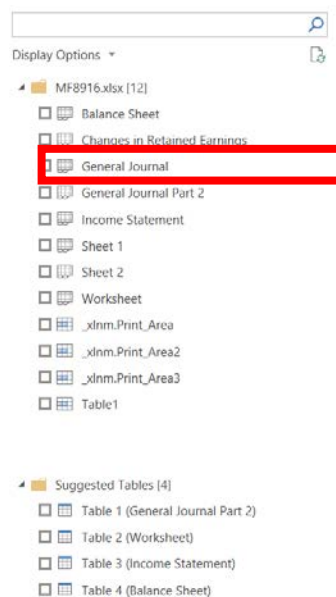 Display Options
MF8916.xlsx [12]
Balance Sheet
Changes in Retained Earnings
General Journal
General Journal Part 2
Income Statement
Sheet 1
Sheet 2
Worksheet
_xlnm.Print_Area
_xlnm.Print_Area2
_xlnm.Print_Area3
Table1
Suggested Tables [4]
Table 1 (General Journal Part 2)
Table 2 (Worksheet)
Table 3 (Income Statement)
Table 4 (Balance Sheet)